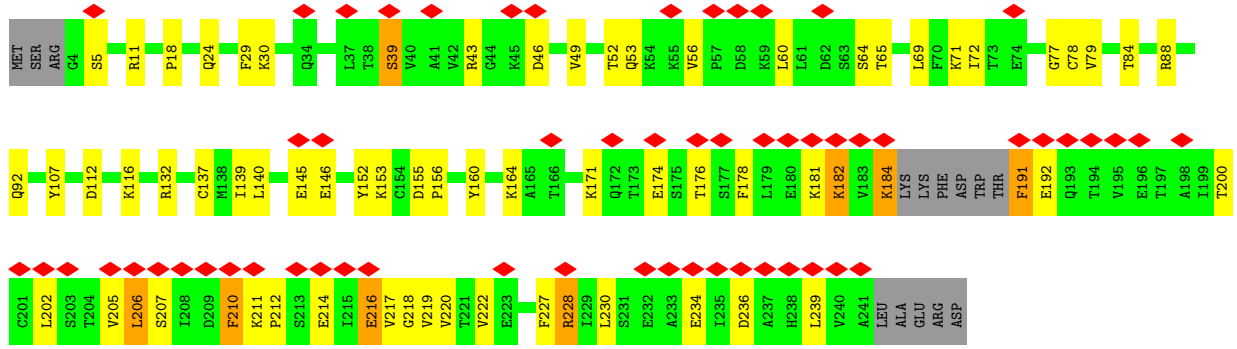 MET SER ARG G4 S5 R11 P18 Q24 F29 K30 Q34 L37 T38 S39 V40 A41 V42 R43 G44 K45 D46 V49 T52 Q53 K54 K55 V56 P57 D58 K59 L60 L61 D62 S63 S64 T65 L69 F70 K71 I72 T73 E74 G77 C78 V79 T84 R88
Q92 Y107 D112 K116 R132 C137 M138 I139 L140 E145 E146 Y152 K153 C154 D155 P156 Y160 K164 A165 T166 K171 Q172 T173 E174 S175 T176 S177 F178 L179 E180 K181 K182 V183 K184 LYS LYS PHE ASP TRP THR F191 E192 Q193 T194 V195 E196 T197 A198 I199 T200
C201 L202 S203 T204 V205 L206 S207 I208 D209 F210 K211 P212 S213 E214 I215 E216 V217 G218 V219 V220 T221 V222 E223 F227 R228 I229 L230 S231 E232 A233 E234 I235 D236 A237 H238 L239 V240 A241 LEU ALA GLU ARG ASP